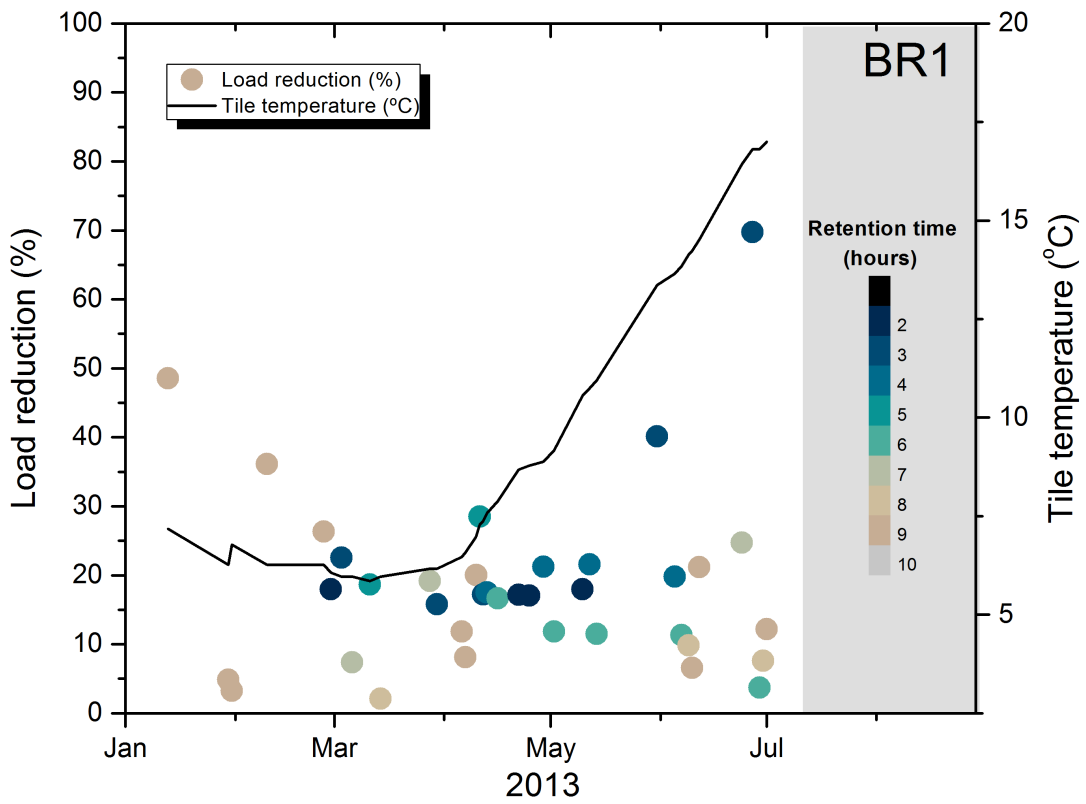 100
90
80
70
60
50
40
30
20
10
0
Load reduction (%)
Load reduction (%)
Tile temperature (ºC)
BR1
Retention time
(hours)
2
3
4
5
6
7
8
9
10
20
15
10
5
Tile temperature (ºC)
Jan
Mar
May
Jul
2013